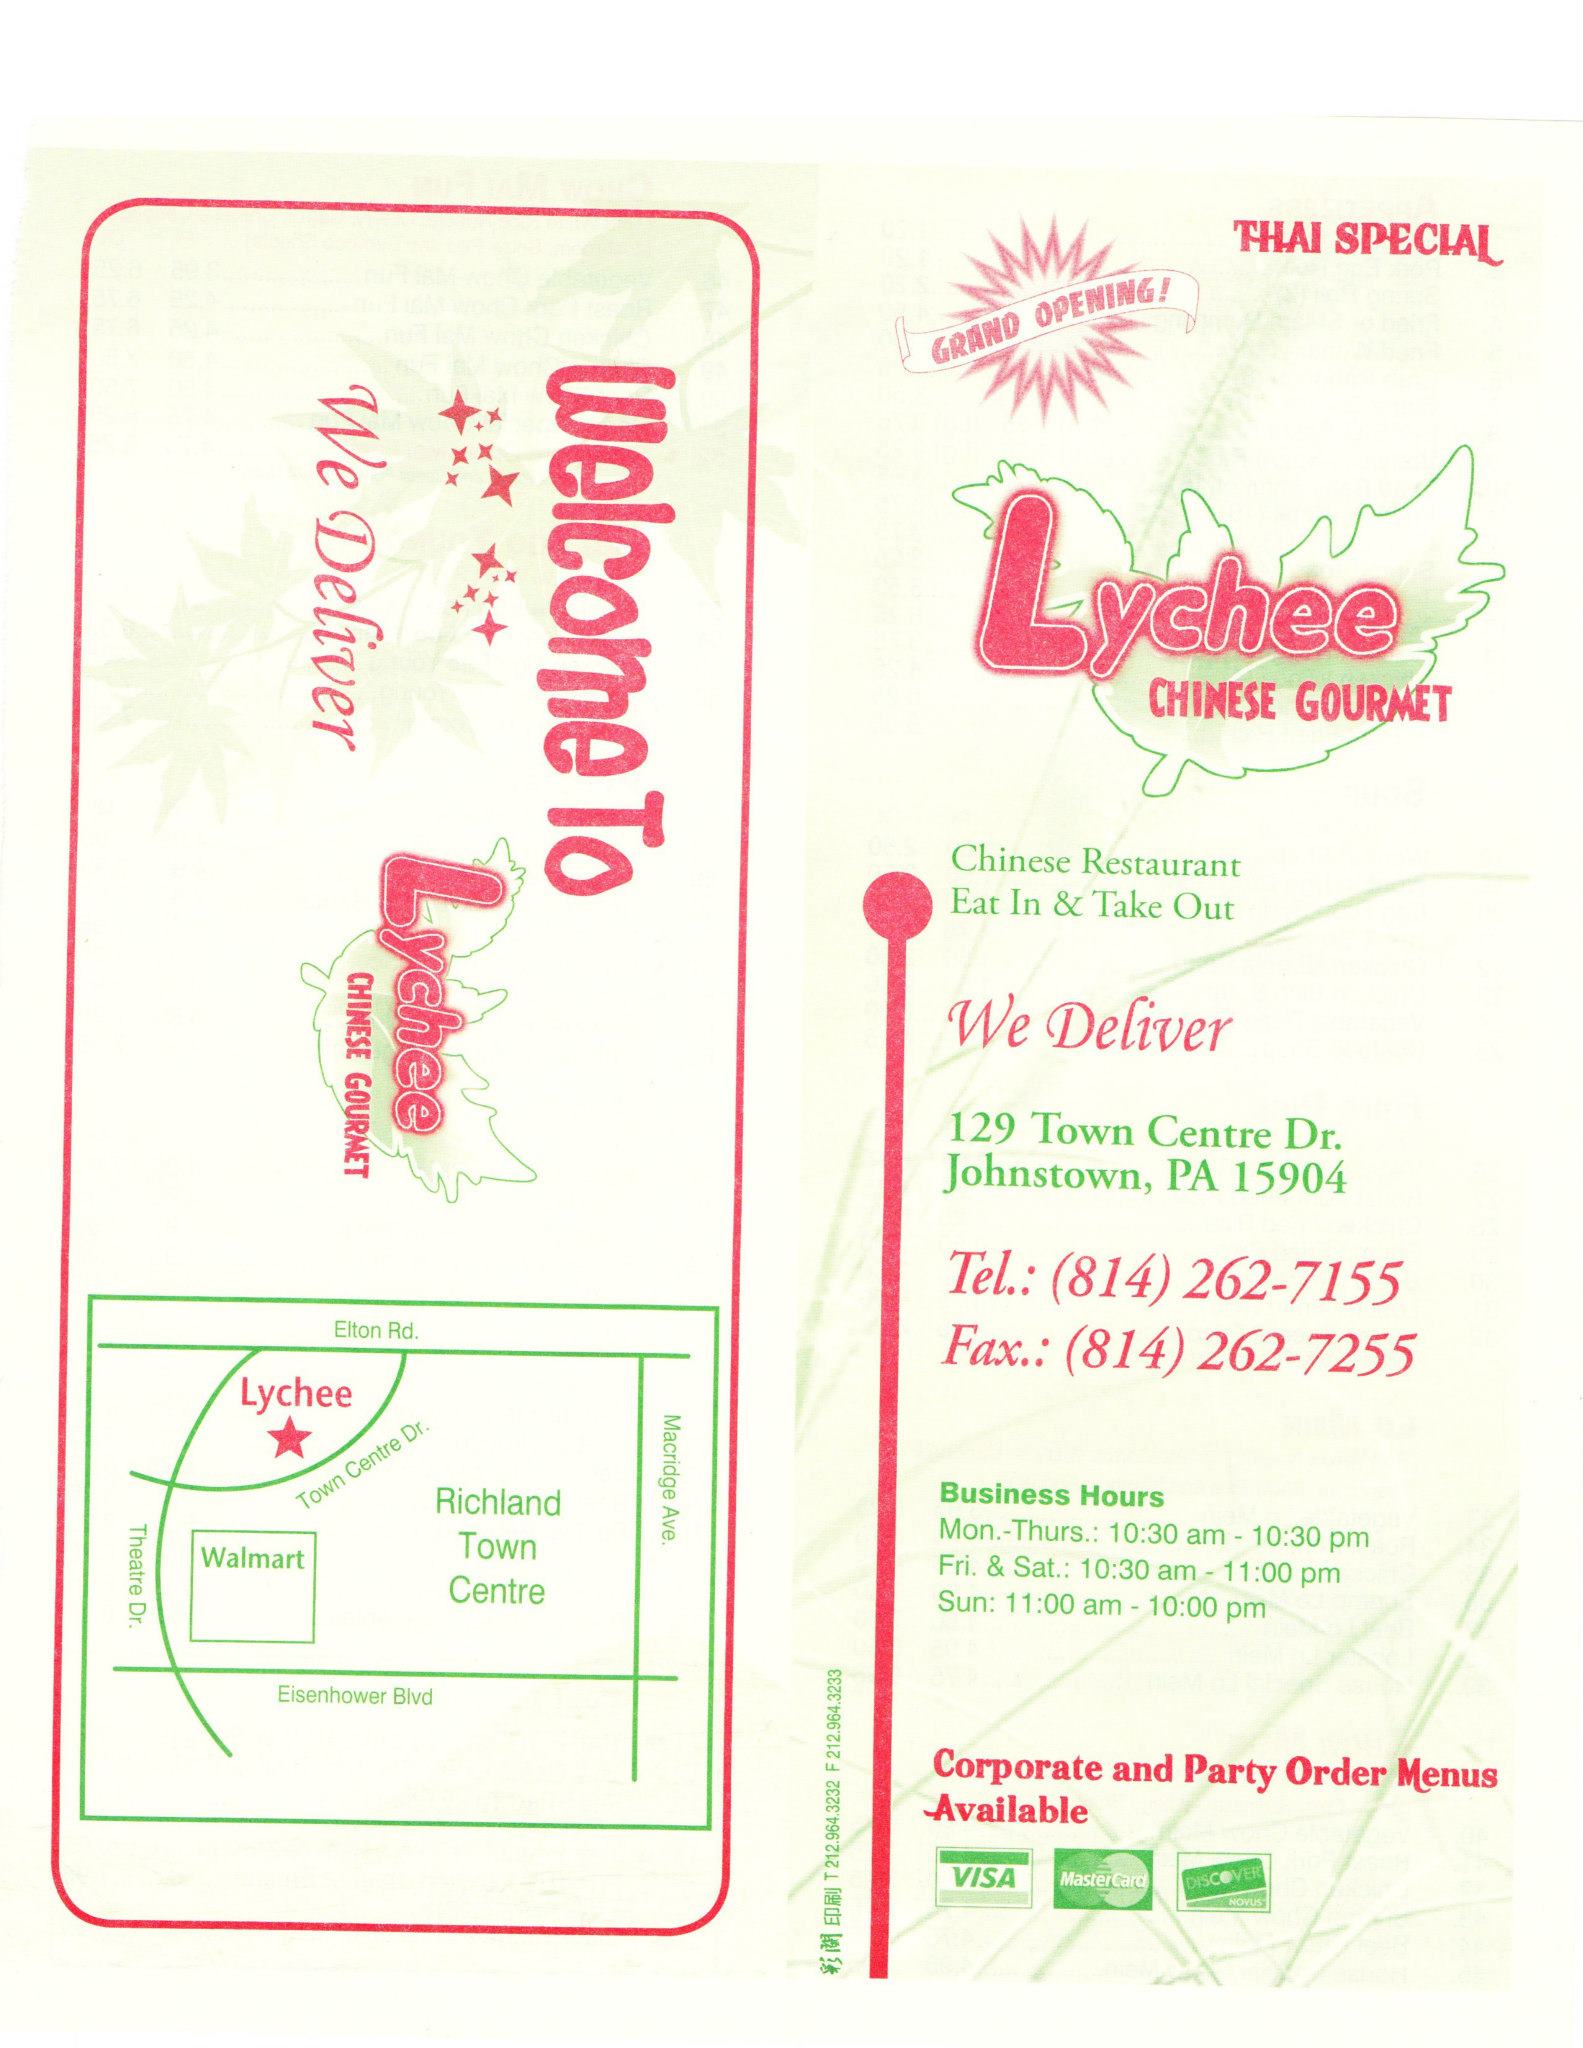 Welcome To
We Deliver
Lychee
CHINESE GOURMET
Elton Rd.
Lychee
Town Centre Dr.
Macridge Ave.
Richland
Town
Centre
Theatre Dr.
Walmart
Eisenhower Blvd
THAI SPECIAL
GRAND OPENING!
Lychee
CHINESE GOURMET
Chinese Restaurant
Eat In & Take Out
We Deliver
129 Town Centre Dr.
Johnstown, PA 15904
Tel.: (814) 262-7155
Fax.: (814) 262-7255
Business Hours
Mon.-Thurs.: 10:30 am - 10:30 pm
Fri. & Sat.: 10:30 am - 11:00 pm
Sun: 11:00 am - 10:00 pm
Corporate and Party Order Menus
Available
VISA
MasterCard
DISCOVER
NOVUS
印刷 T 212.964.3232 F 212.964.3233